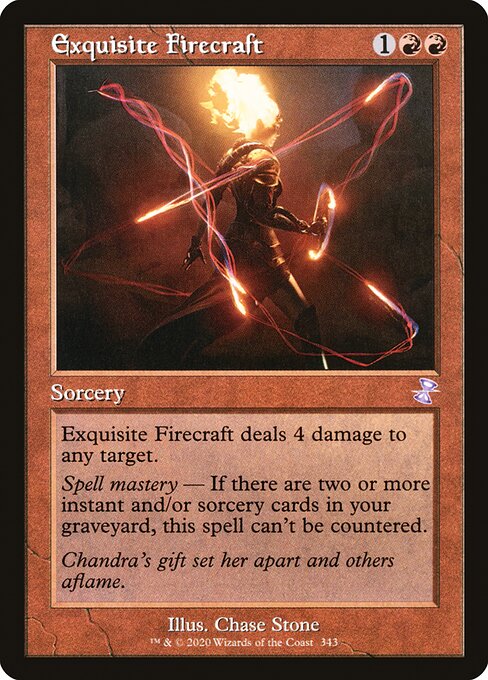 Exquisite Firecraft 1
Sorcery
Exquisite Firecraft deals 4 damage to
any target.
Spell mastery — If there are two or more
instant and/or sorcery cards in your
graveyard, this spell can't be countered.
Chandra's gift set her apart and others
aflame.
Illus. Chase Stone
™ & © 2020 Wizards of the Coast 343